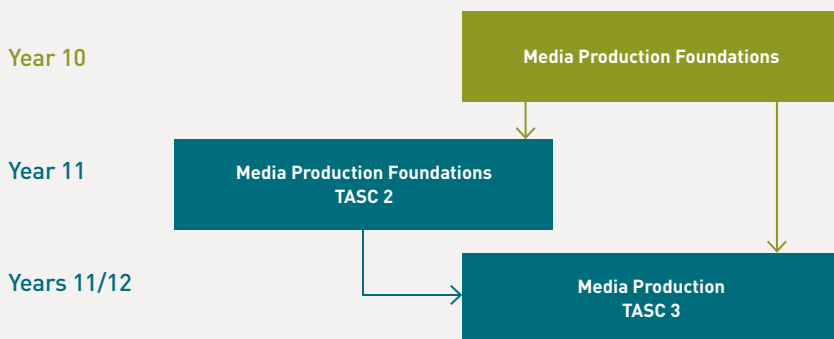 Year 10
Media Production Foundations
Year 11
Media Production Foundations
TASC 2
Years 11/12
Media Production
TASC 3